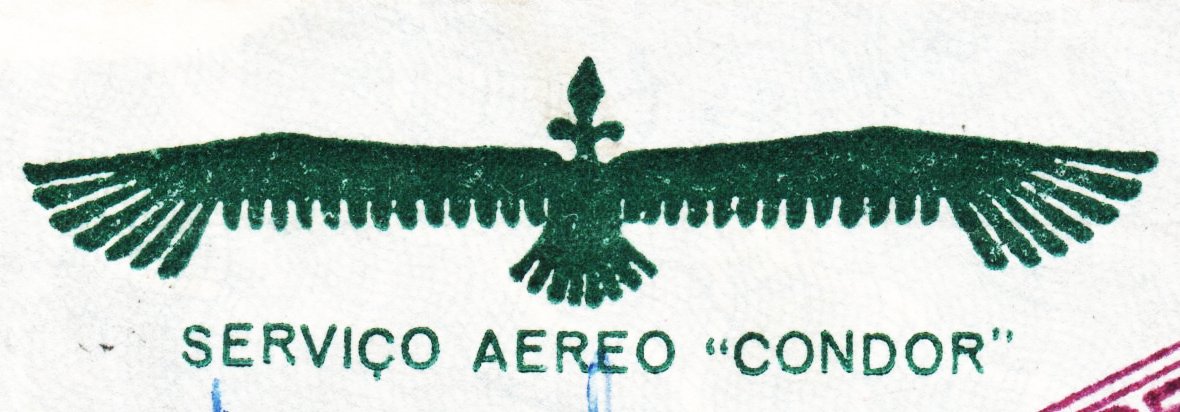 SERVIÇO AEREO “CONDOR”